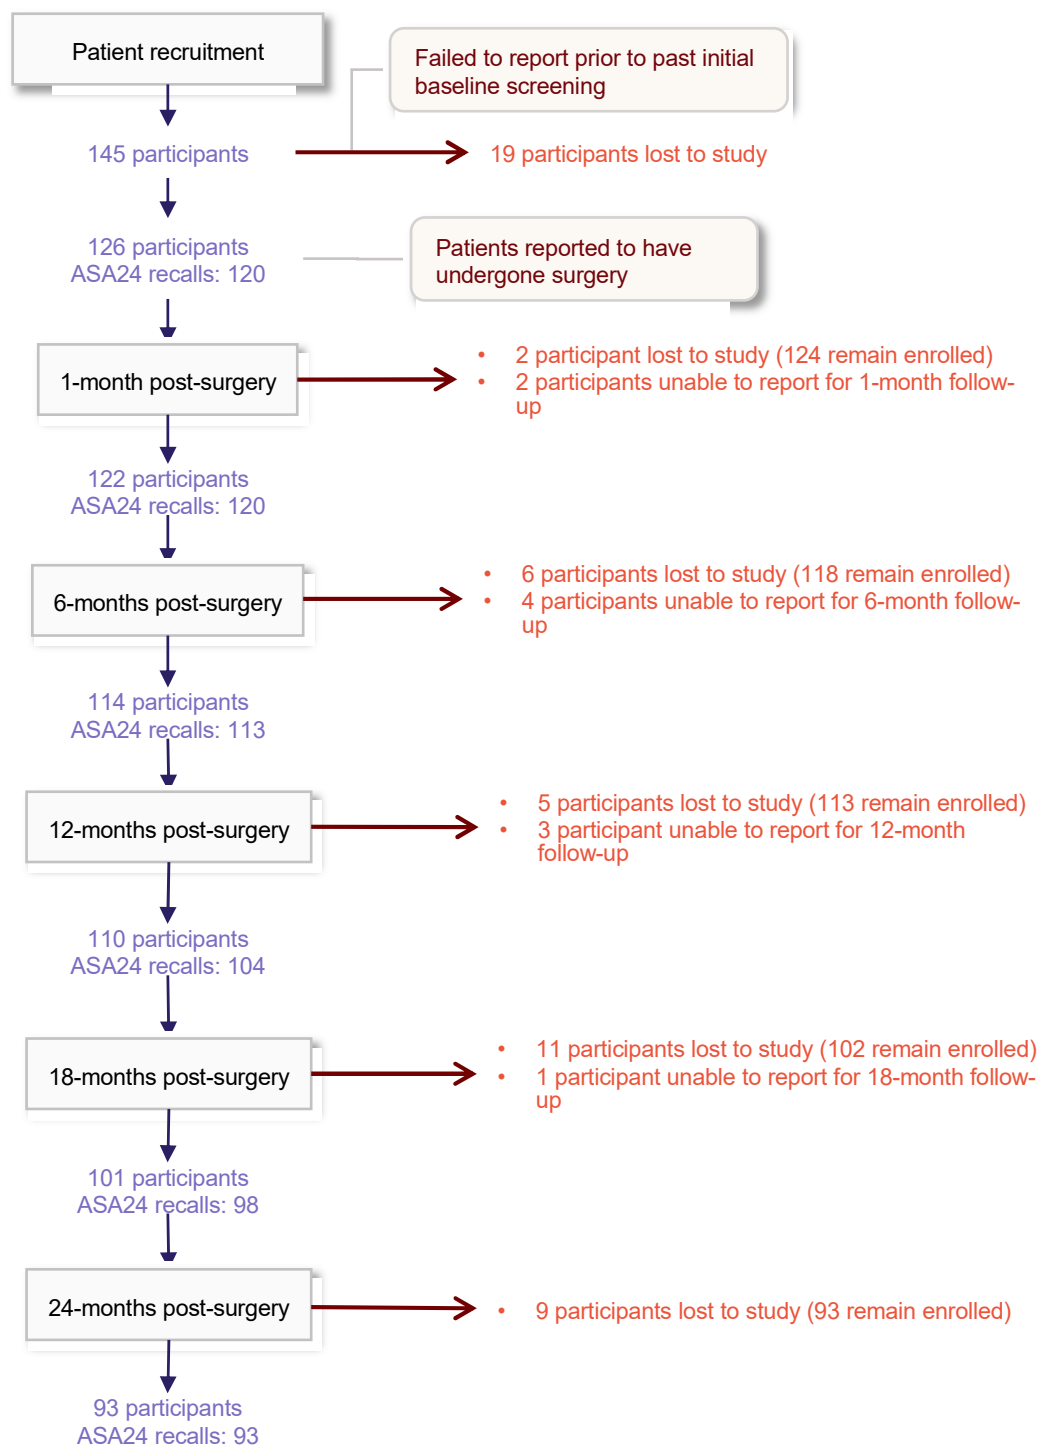 Patient recruitment
Failed to report prior to past initial
baseline screening
145 participants
19 participants lost to study
126 participants
ASA24 recalls: 120
Patients reported to have
undergone surgery
1-month post-surgery
• 2 participant lost to study (124 remain enrolled)
• 2 participants unable to report for 1-month follow-
up
122 participants
ASA24 recalls: 120
6-months post-surgery
• 6 participants lost to study (118 remain enrolled)
• 4 participants unable to report for 6-month follow-
up
114 participants
ASA24 recalls: 113
12-months post-surgery
• 5 participants lost to study (113 remain enrolled)
• 3 participant unable to report for 12-month
follow-up
110 participants
ASA24 recalls: 104
18-months post-surgery
• 11 participants lost to study (102 remain enrolled)
• 1 participant unable to report for 18-month follow-
up
101 participants
ASA24 recalls: 98
24-months post-surgery
• 9 participants lost to study (93 remain enrolled)
93 participants
ASA24 recalls: 93